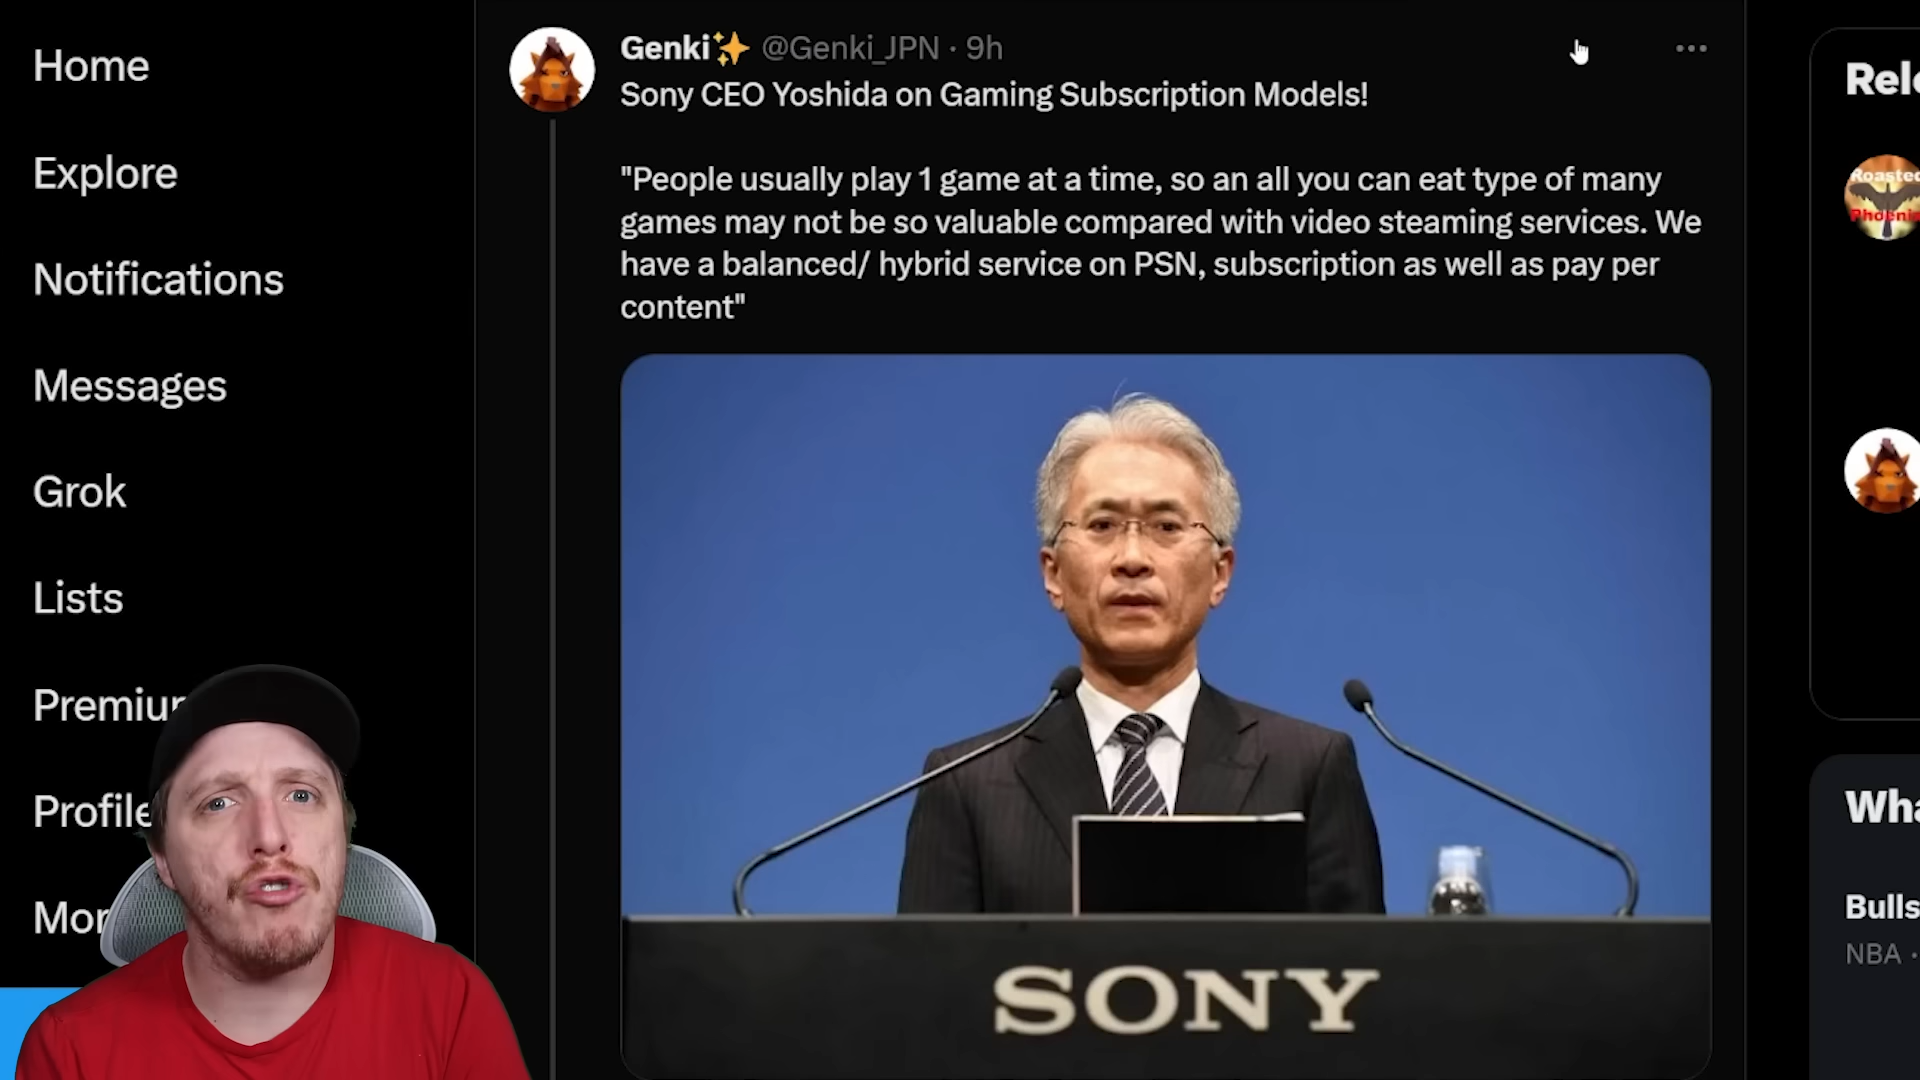 Home
Explore
Notifications
Messages
Grok
Lists
Profile
Genki✨ @Genki_JPN · 9h
Sony CEO Yoshida on Gaming Subscription Models!
"People usually play 1 game at a time, so an all you can eat type of many
games may not be so valuable compared with video steaming services. We
have a balanced/ hybrid service on PSN, subscription as well as pay per
content"
SONY
Roasted
Bulls
NBA ·